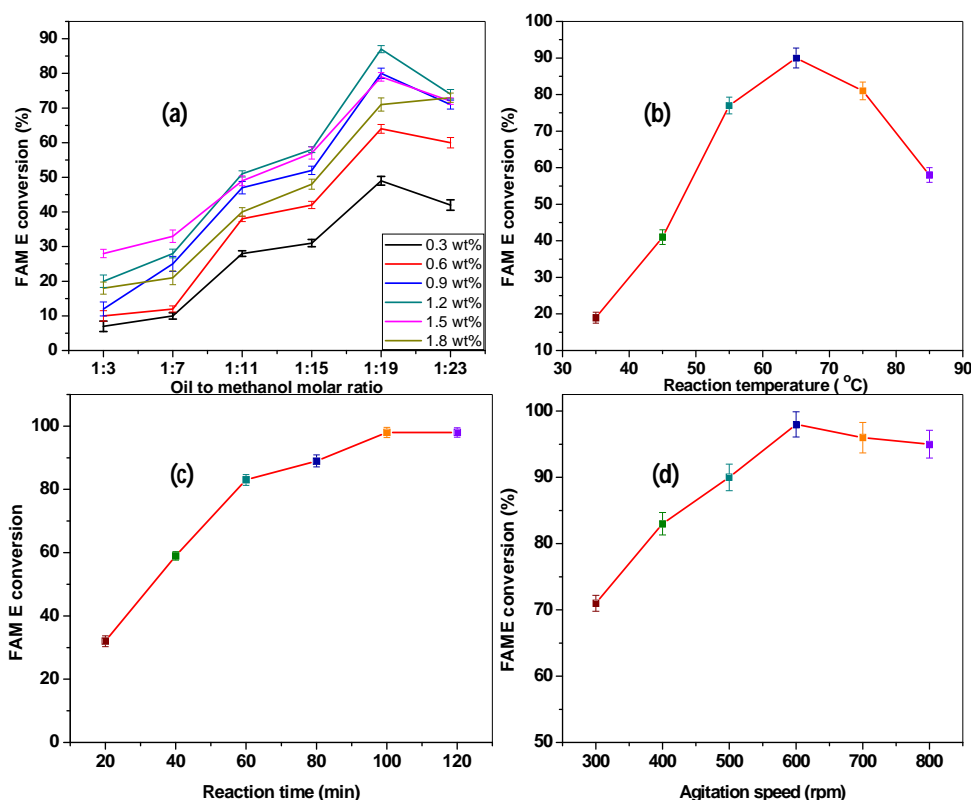 90
80
70
60
50
40
30
20
10
0
FAM E conversion (%)
(a)
0.3 wt%
0.6 wt%
0.9 wt%
1.2 wt%
1.5 wt%
1.8 wt%
1:3 1:7 1:11 1:15 1:19 1:23
Oil to methanol molar ratio
100
90
80
70
60
50
40
30
20
10
FAM E conversion (%)
(b)
30 40 50 60 70 80 90
Reaction temperature ( °C)
100
80
60
40
20
0
FAM E conversion
(c)
20 40 60 80 100 120
Reaction time (min)
100
90
80
70
60
50
FAME conversion (%)
(d)
300 400 500 600 700 800
Agitation speed (rpm)